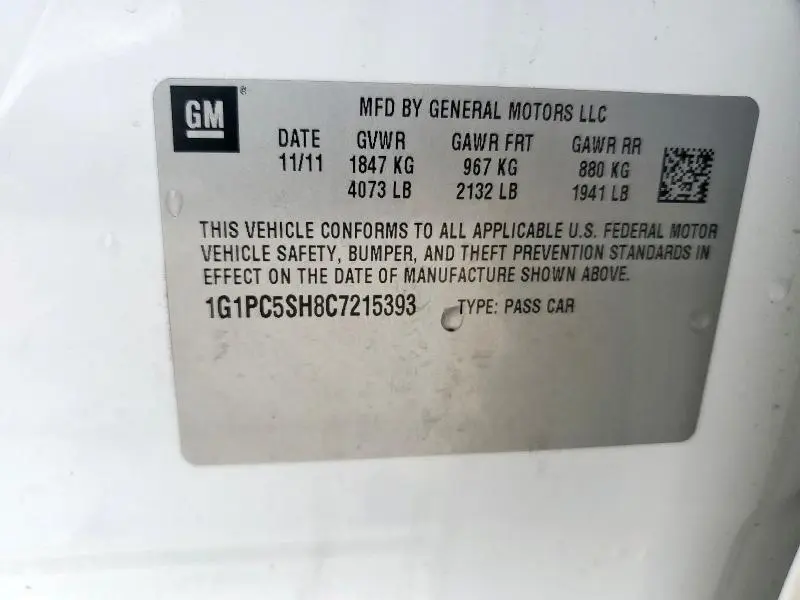 GM ®
MFD BY GENERAL MOTORS LLC
DATE GVWR GAWR FRT GAWR RR
11/11 1847 KG 967 KG 880 KG
4073 LB 2132 LB 1941 LB
THIS VEHICLE CONFORMS TO ALL APPLICABLE U.S. FEDERAL MOTOR
VEHICLE SAFETY, BUMPER, AND THEFT PREVENTION STANDARDS IN
EFFECT ON THE DATE OF MANUFACTURE SHOWN ABOVE.
1G1PC5SH8C7215393 TYPE: PASS CAR